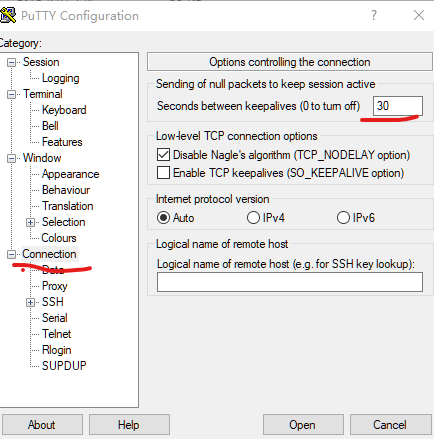 PuTTY Configuration
?
Category:
Session
Logging
Terminal
Keyboard
Bell
Features
Window
Appearance
Behaviour
Translation
Selection
Colours
Connection
Data
Proxy
SSH
Serial
Telnet
Rlogin
SUPDUP
Options controlling the connection
Sending of null packets to keep session active
Seconds between keepalives (0 to turn off)
30
Low-level TCP connection options
Disable Nagle's algorithm (TCP_NODELAY option)
Enable TCP keepalives (SO_KEEPALIVE option)
Internet protocol version
Auto
IPv4
IPv6
Logical name of remote host
Logical name of remote host (e.g. for SSH key lookup):
About
Help
Open
Cancel